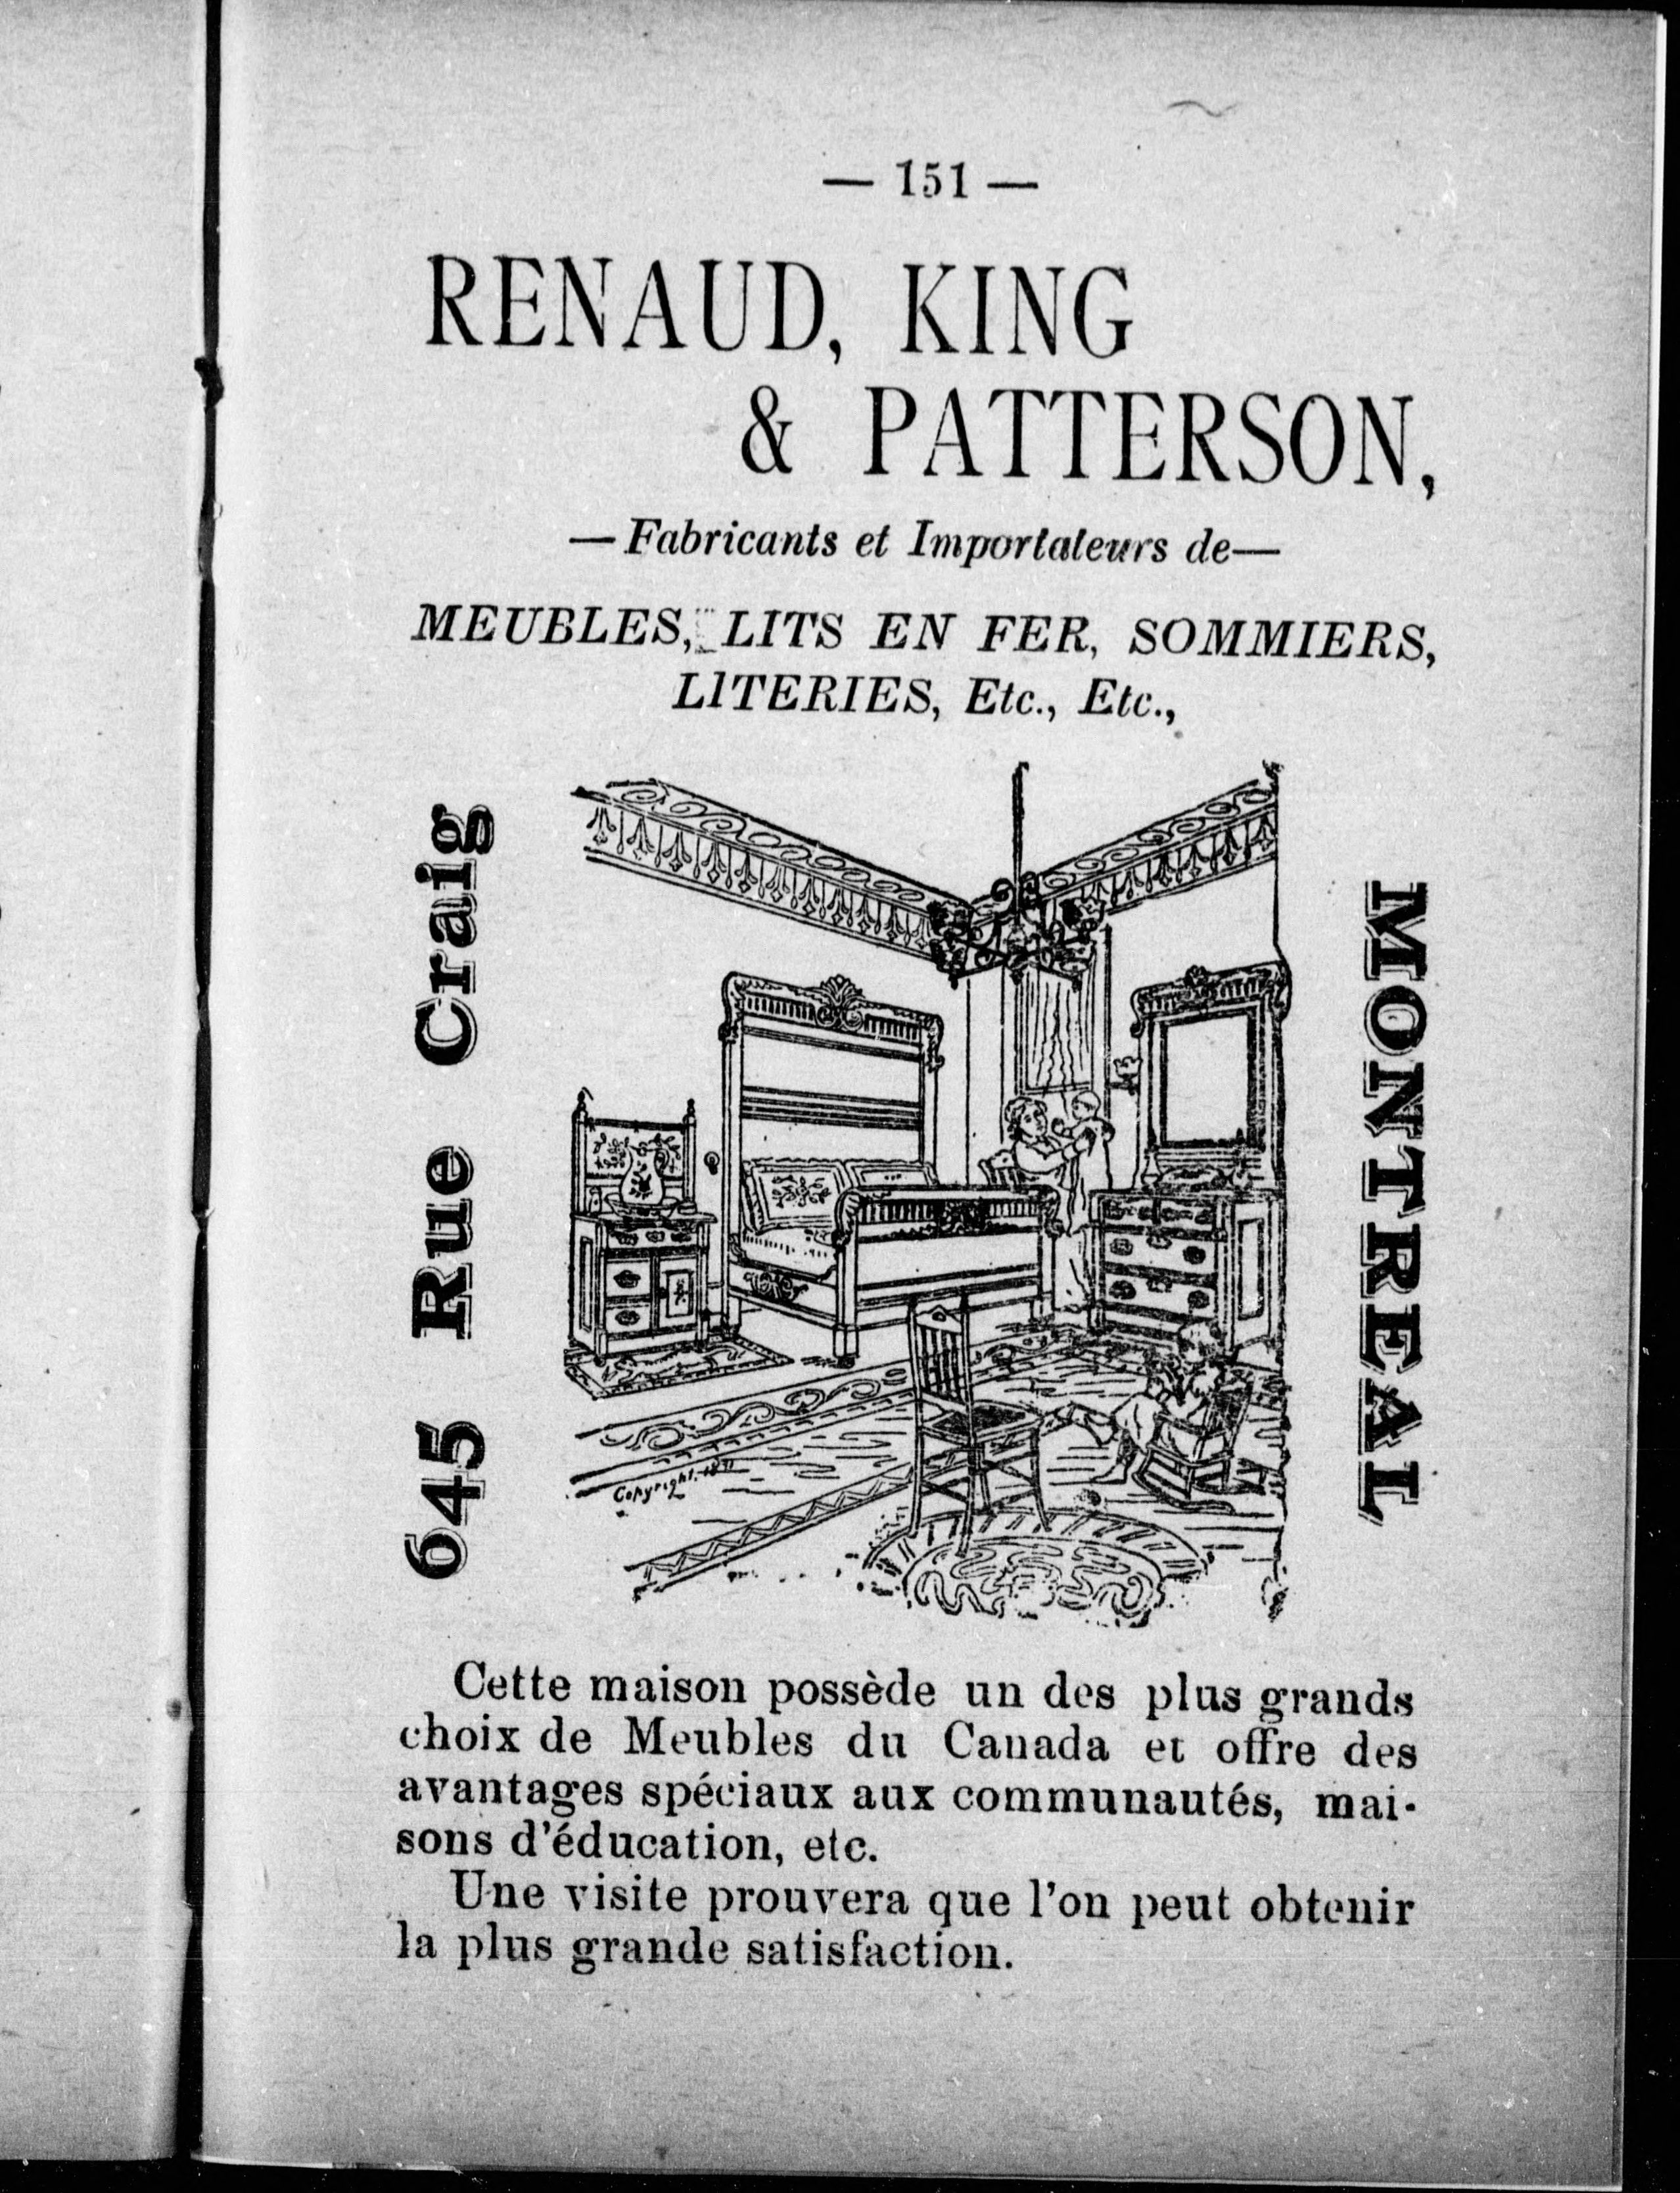 — 151 —
RENAUD, KING
& PATTERSON,
—Fabricants et Importateurs de—
MEUBLES, LITS EN FER, SOMMIERS,
LITERIES, Etc., Etc.,
645 Rue Craig
MONTREAL
Copyright. 1891
Cette maison possède un des plus grands
choix de Meubles du Canada et offre des
avantages spéciaux aux communautés, mai-
sons d'éducation, etc.
Une visite prouvera que l'on peut obtenir
la plus grande satisfaction.